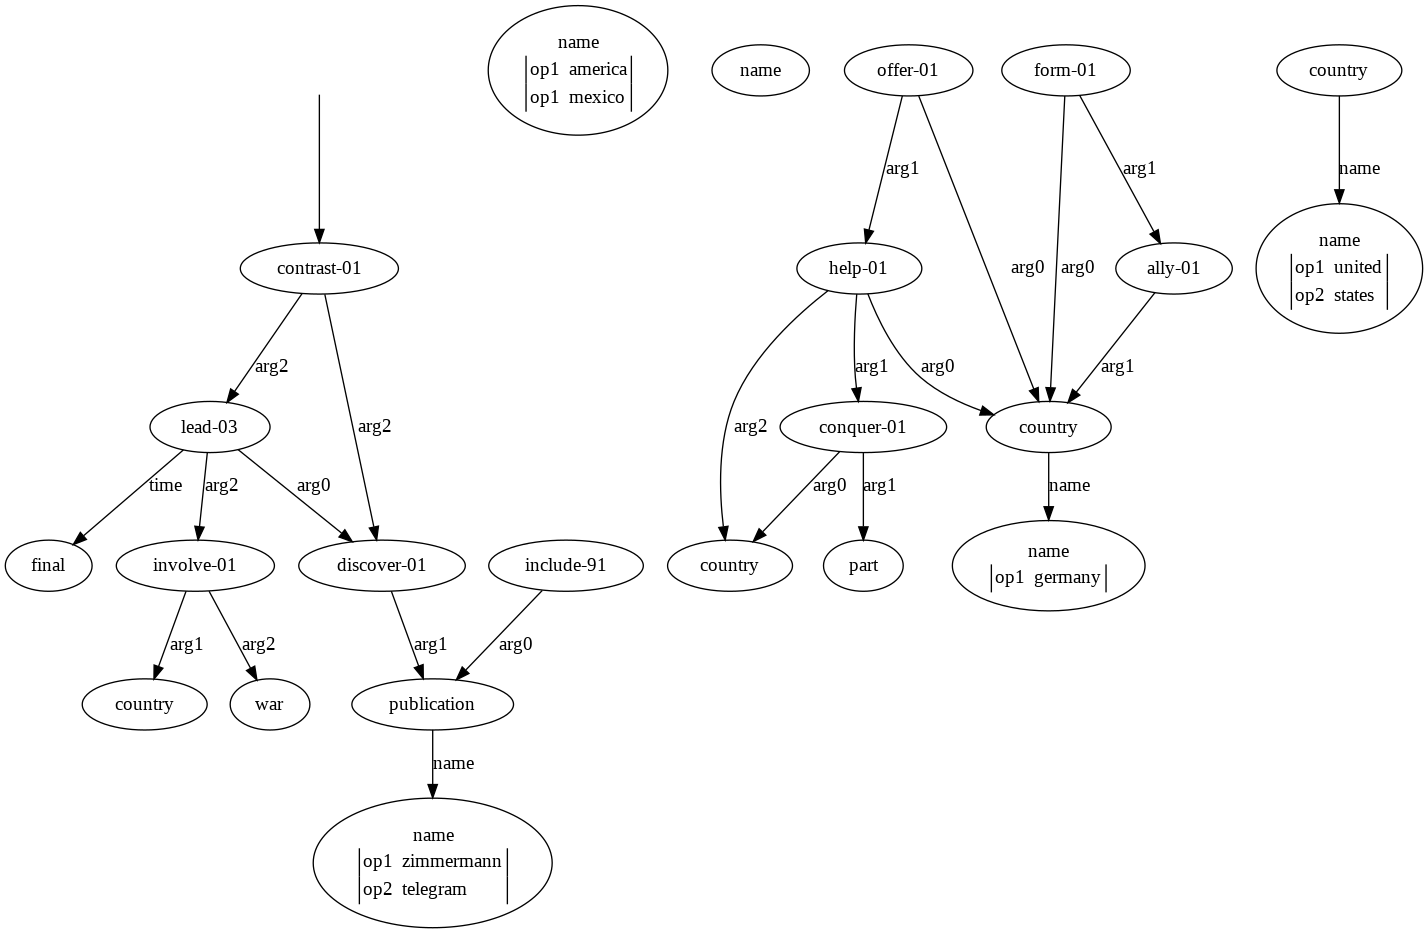 name
op1 america
op1 mexico
name
offer-01
form-01
country
arg1
arg1
name
contrast-01
help-01
arg0
arg0
ally-01
name
op1 united
op2 states
arg2
arg1
arg0
arg1
lead-03
arg2
arg2
conquer-01
country
time
arg2
arg0
arg0
arg1
name
final
involve-01
discover-01
include-91
country
part
name
op1 germany
arg1
arg2
arg1
arg0
country
war
publication
name
name
op1 zimmermann
op2 telegram